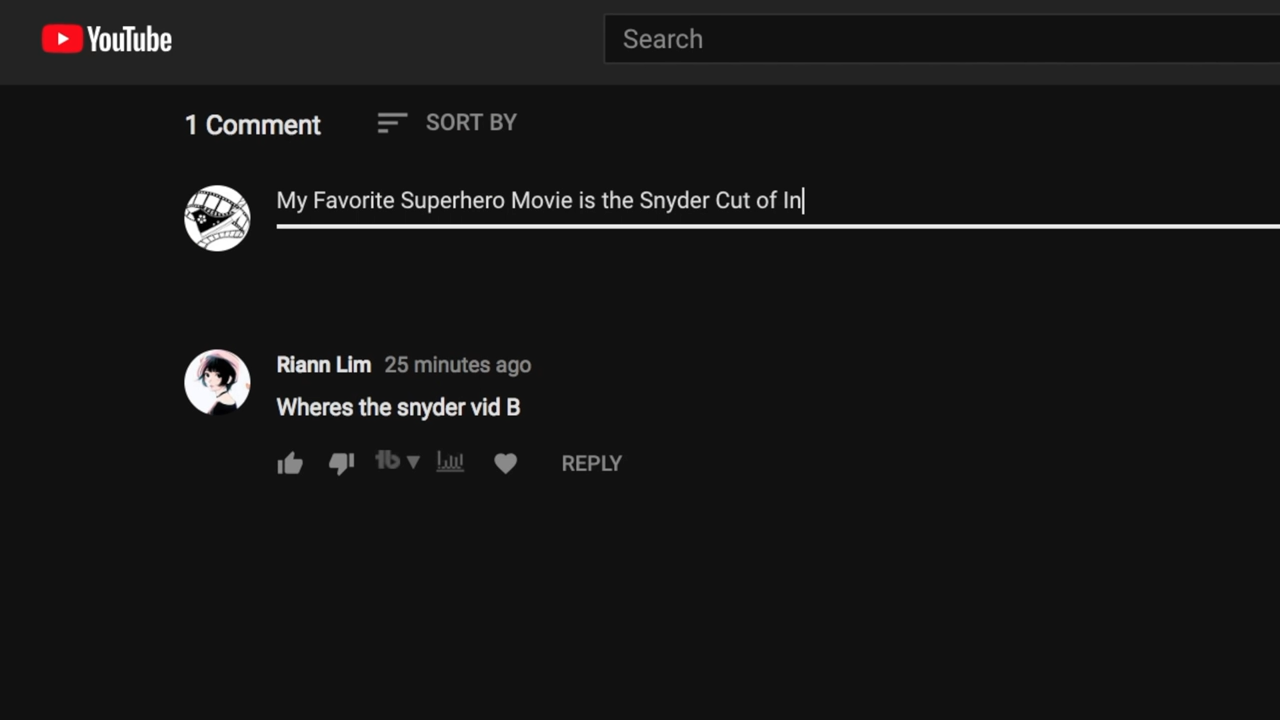 YouTube
Search
1 Comment
SORT BY
My Favorite Superhero Movie is the Snyder Cut of In
Riann Lim 25 minutes ago
Wheres the snyder vid B
tb
REPLY